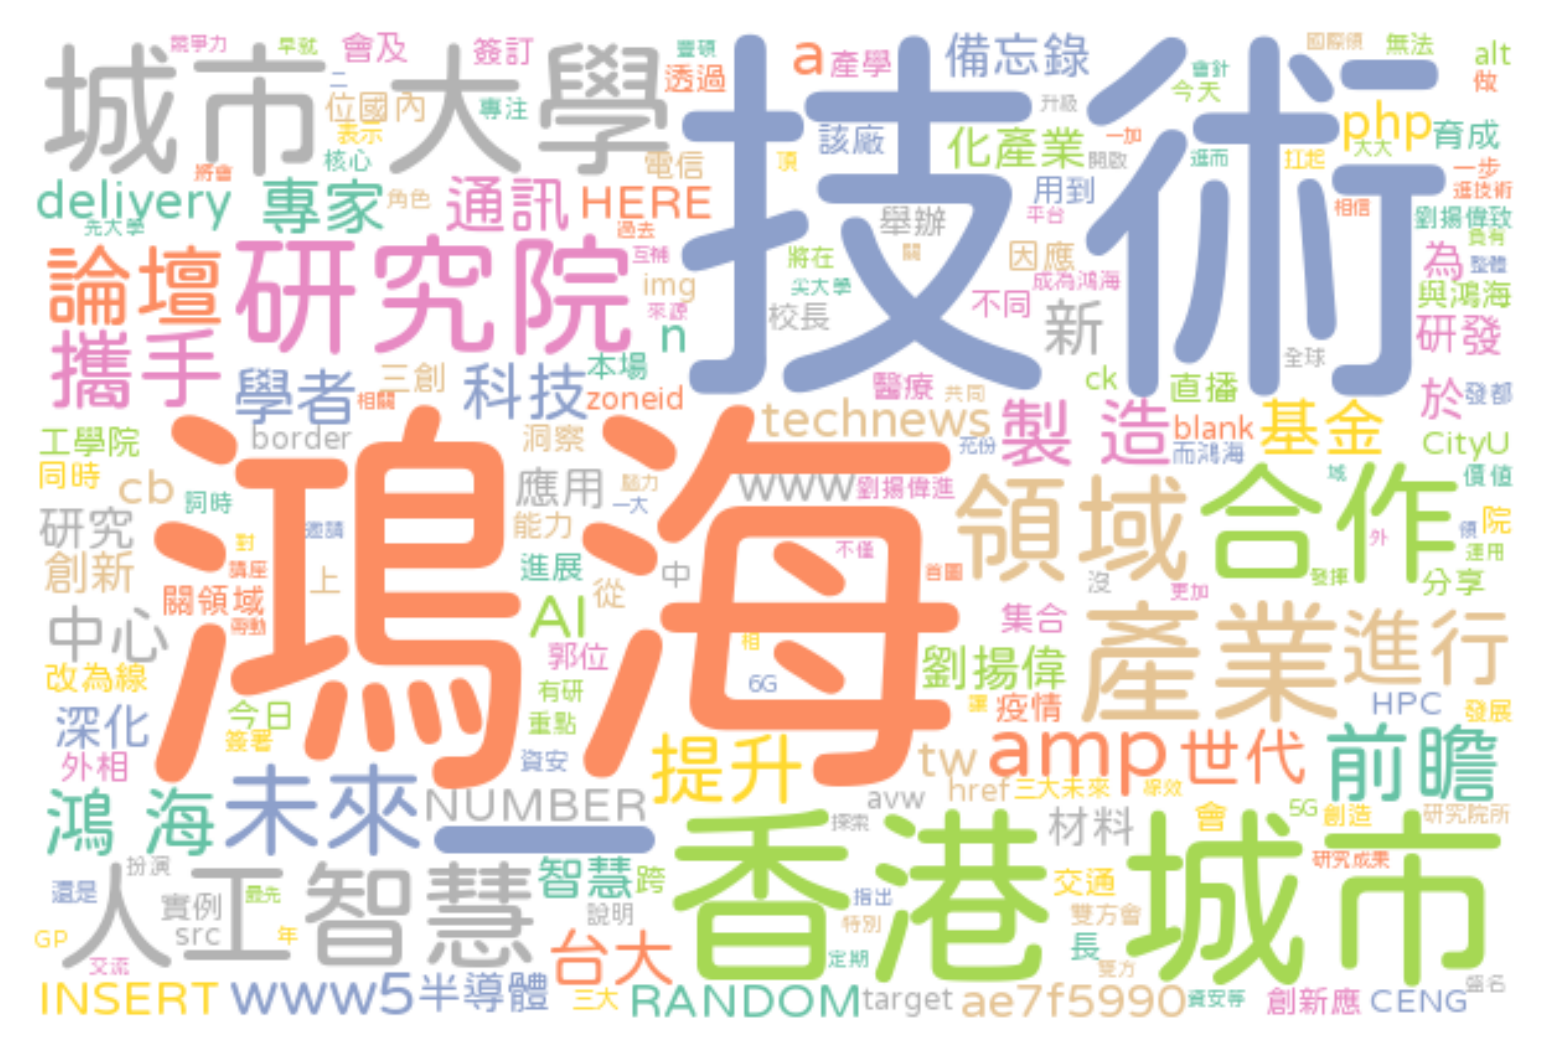 競爭力 早就 會及 簽訂 豐碩 a 產學 備忘錄 國際領 無法 alt
城市大學 二 透過 技術 會針 今天 做
位國內 專注 升級 php 育成
表示 該廠 化產業 一加 大大
核心 電信 頂 開啟 進而 扛起 一步
將會 用到 進技術
delivery 專家 角色 通訊 HERE 平台 相信 劉揚偉致
先大學 過去 舉辦 負有
論壇 研究院 互補 將在 關 因應 為 整體
img 尖大學 成為鴻海 與鴻海
來源 校長 不同 新 研發
攜手 n 全球
學者 三創 科技 本場 醫療 共同 ck 直播 於 發都
相關 zoneid technews 製 造 blank 基金
工學院 border 洞察 充份 而鴻海 CityU
同時 cb 鴻海 應用 腦力 www 劉揚偉進 領域 合作 域 價值
詞時 一大
研究 邀請 能力 領 院
對 不僅 外 運用
創新 講座 上 進展 從 中 首圖 沒 發揮 分享
關領域 AI 更加
帶動 集合
中心 郭位 相 產業 進行
改為線 有研 6G 劉揚偉
深化 今日 重點 運 疫情 HPC 發展
簽署
外相 資安 提升 tw amp 世代 前瞻
鴻 海 未來 一 NUMBER avw href 三大未來 綜效
探索 材料 會 5G 創造 研究院所
扮演 香港城市 研究成果
還是 人工智慧 智慧 跨 指出 交通
最先 實例 說明 特別 雙方會
GP src 年 台大 定期 長
交流 雙方
INSERT www5 半導體 三大 RANDOM target ae7f5990 資安等 創新應 CENG 簽名